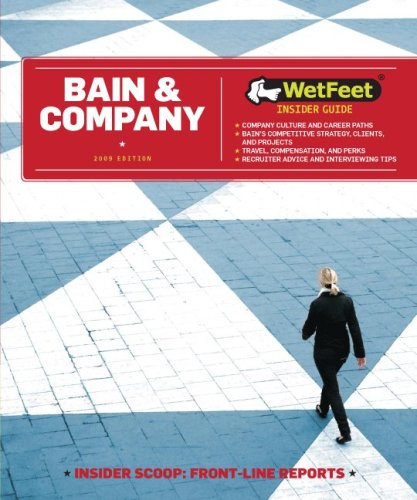 BAIN &
COMPANY
★
2009 EDITION
WetFeet®
INSIDER GUIDE
★ COMPANY CULTURE AND CAREER PATHS
★ BAIN'S COMPETITIVE STRATEGY, CLIENTS,
AND PROJECTS
★ TRAVEL, COMPENSATION, AND PERKS
★ RECRUITER ADVICE AND INTERVIEWING TIPS
★ INSIDER SCOOP: FRONT-LINE REPORTS ★